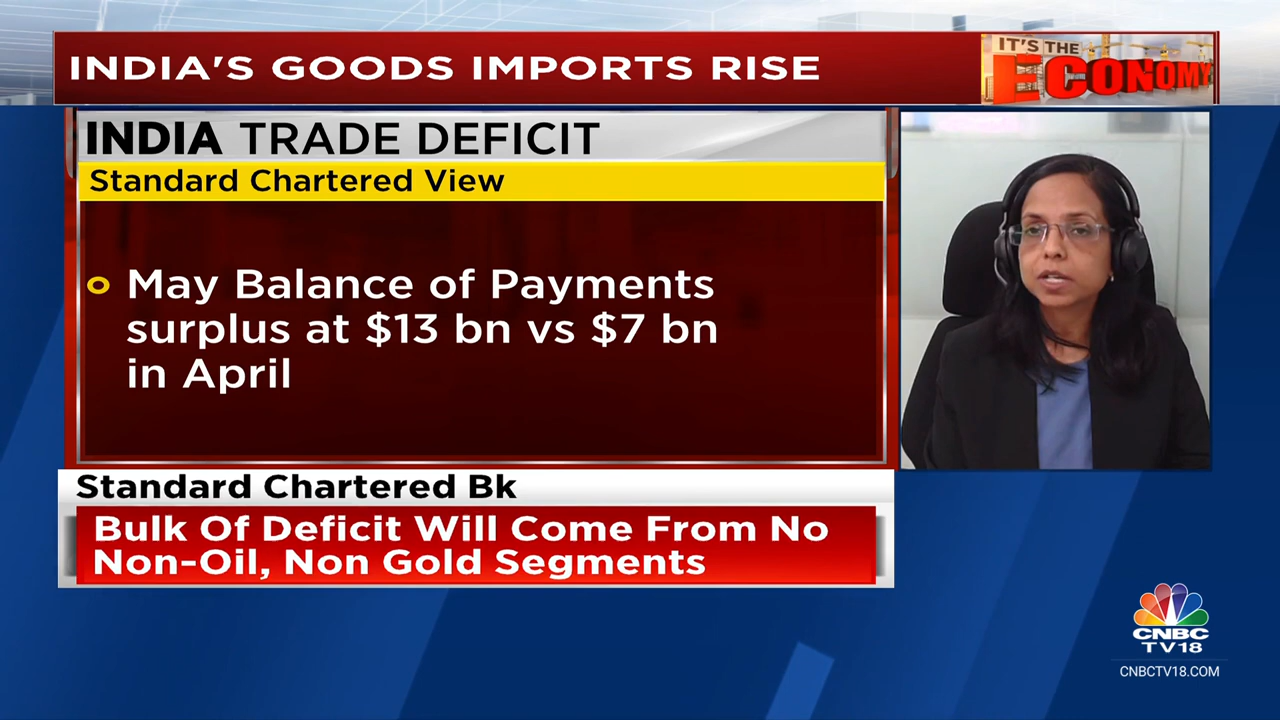 INDIA'S GOODS IMPORTS RISE
IT'S THE
ECONOMY
INDIA TRADE DEFICIT
Standard Chartered View
May Balance of Payments
surplus at $13 bn vs $7 bn
in April
Standard Chartered Bk
Bulk Of Deficit Will Come From No
Non-Oil, Non Gold Segments
CNBC
TV18
CNBCTV18.COM